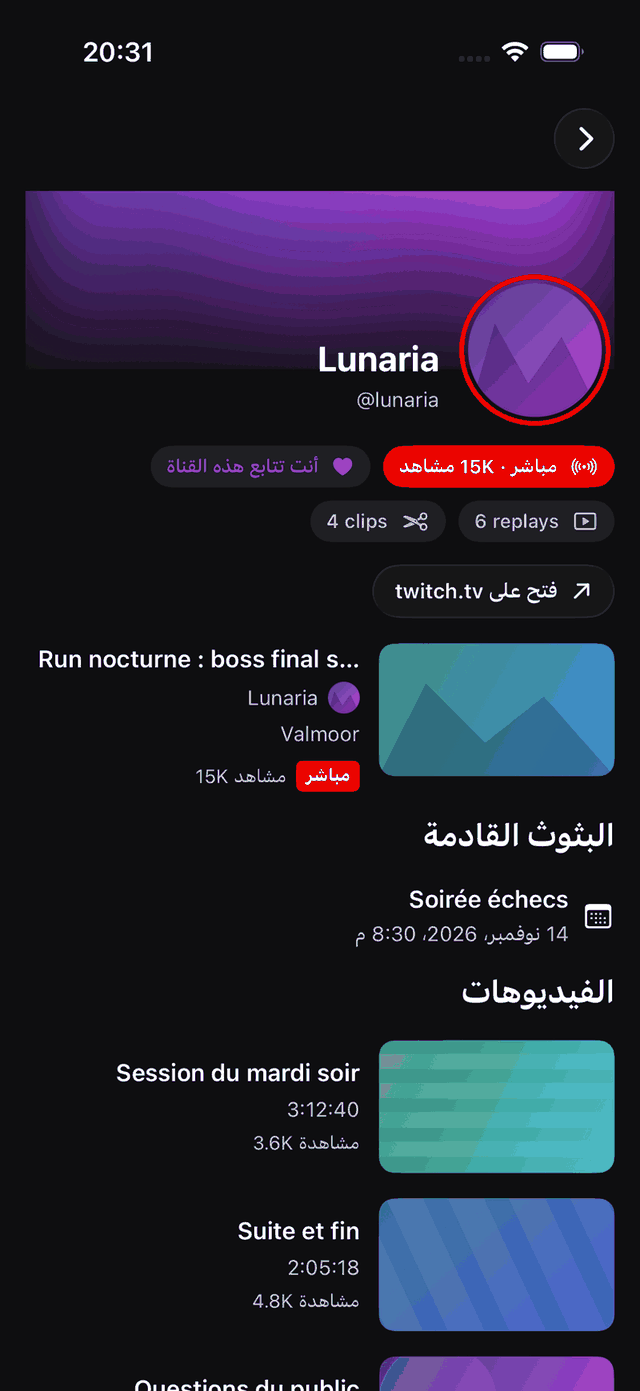 20:31
Lunaria
@lunaria
مباشر · 15K مشاهد
أنت تتابع هذه القناة
6 replays
4 clips
فتح على twitch.tv
Run nocturne : boss final s...
Lunaria
Valmoor
مباشر
15K مشاهد
البثوث القادمة
Soirée échecs
14 نوفمبر، 2026، 8:30 م
الفيديوهات
Session du mardi soir
3:12:40
3.6K مشاهدة
Suite et fin
2:05:18
4.8K مشاهدة
Questions du public